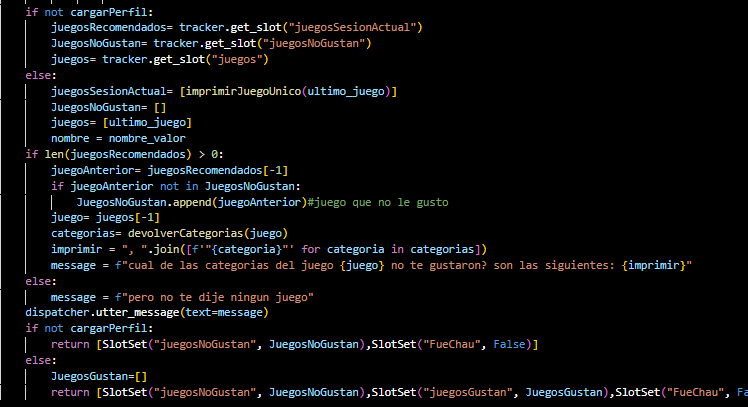 if not cargarPerfil:
juegosRecomendados= tracker.get_slot("juegosSesionActual")
JuegosNoGustan= tracker.get_slot("juegosNoGustan")
juegos= tracker.get_slot("juegos")
else:
juegosSesionActual= [imprimirJuegoUnico(ultimo_juego)]
JuegosNoGustan= []
juegos= [ultimo_juego]
nombre = nombre_valor
if len(juegosRecomendados) > 0:
juegoAnterior= juegosRecomendados[-1]
if juegoAnterior not in JuegosNoGustan:
JuegosNoGustan.append(juegoAnterior)#juego que no le gusto
juego= juegos[-1]
categorias= devolverCategorias(juego)
imprimir = ", ".join([f'"{categoria}"' for categoria in categorias])
message = f"cual de las categorias del juego {juego} no te gustaron? son las siguientes: {imprimir}"
else:
message = f"pero no te dije ningun juego"
dispatcher.utter_message(text=message)
if not cargarPerfil:
return [SlotSet("juegosNoGustan", JuegosNoGustan),SlotSet("FueChau", False)]
else:
JuegosGustan=[]
return [SlotSet("juegosNoGustan", JuegosNoGustan),SlotSet("juegosGustan", JuegosGustan),SlotSet("FueChau", Fa